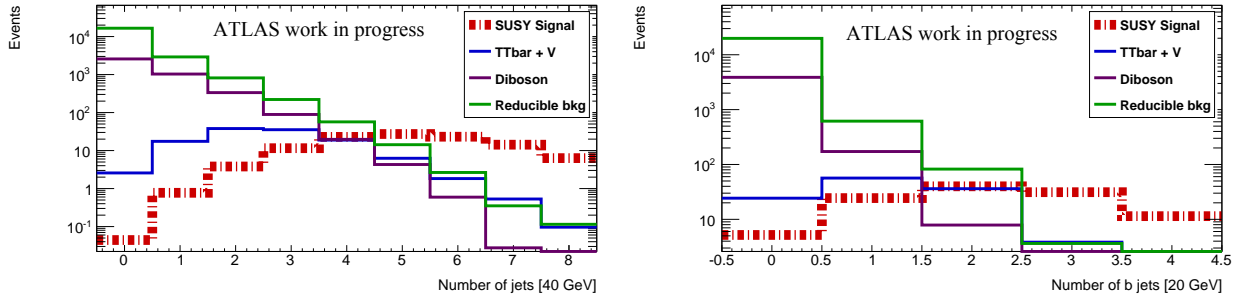 Events
ATLAS work in progress
SUSY Signal
TTbar + V
Diboson
Reducible bkg
10^4
10^3
10^2
10
1
10^-1
0 1 2 3 4 5 6 7 8
Number of jets [40 GeV]
Events
ATLAS work in progress
SUSY Signal
TTbar + V
Diboson
Reducible bkg
10^4
10^3
10^2
10
-0.5 0 0.5 1 1.5 2 2.5 3 3.5 4 4.5
Number of b jets [20 GeV]